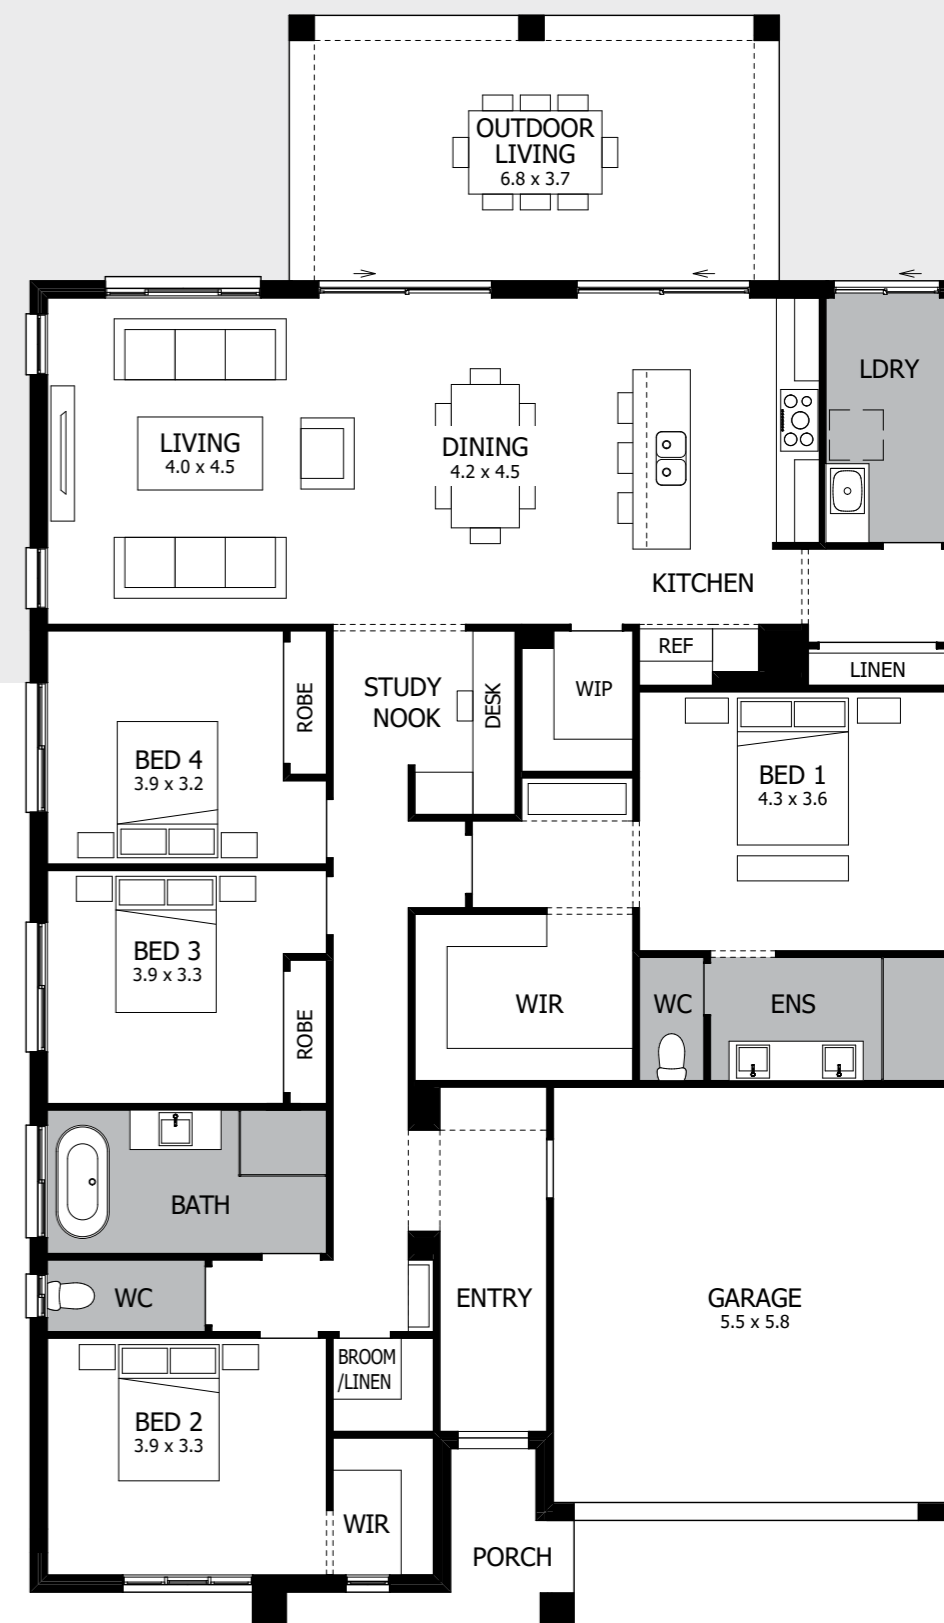 OUTDOOR
LIVING
6.8 x 3.7
LDRY
LIVING
4.0 x 4.5
DINING
4.2 x 4.5
KITCHEN
REF
LINEN
STUDY
NOOK
DESK
WIP
ROBE
BED 4
3.9 x 3.2
BED 1
4.3 x 3.6
BED 3
3.9 x 3.3
ROBE
WIR
WC
ENS
BATH
WC
ENTRY
GARAGE
5.5 x 5.8
BROOM
/LINEN
BED 2
3.9 x 3.3
WIR
PORCH